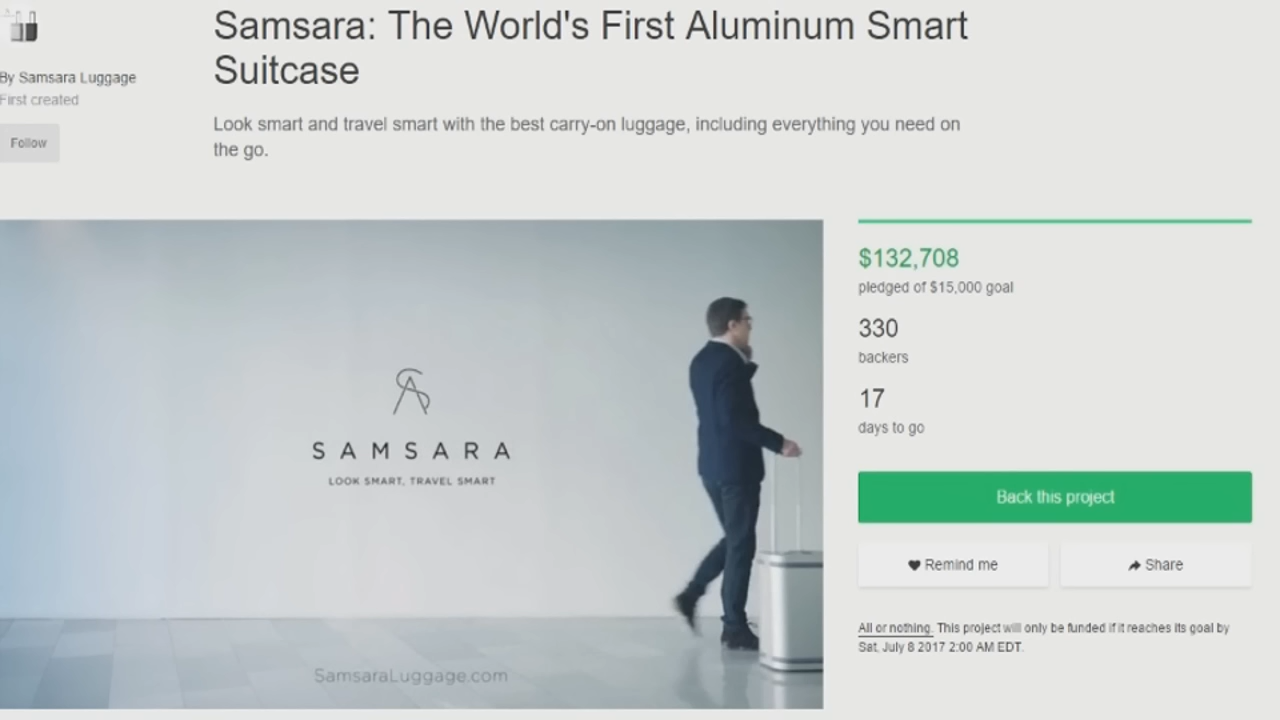 Samsara: The World's First Aluminum Smart
Suitcase
By Samsara Luggage
First created
Follow
Look smart and travel smart with the best carry-on luggage, including everything you need on
the go.
SAMSARA
LOOK SMART, TRAVEL SMART
SamsaraLuggage.com
$132,708
pledged of $15,000 goal
330
backers
17
days to go
Back this project
Remind me
Share
All or nothing. This project will only be funded if it reaches its goal by
Sat, July 8 2017 2:00 AM EDT.